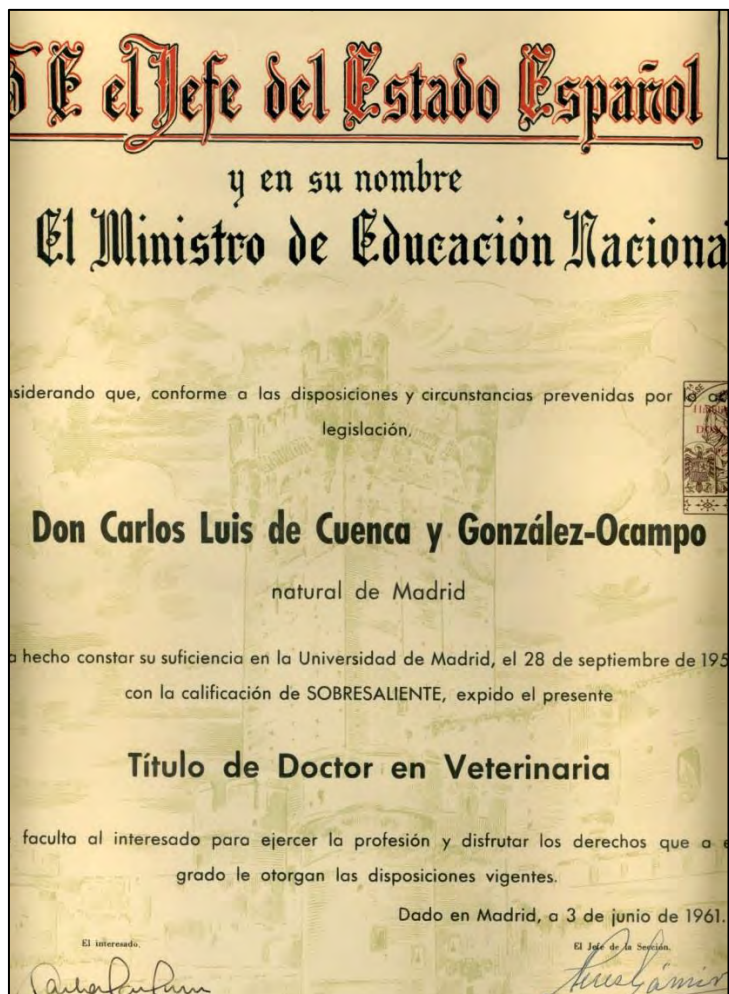 S E el Jefe del Estado Español
y en su nombre
El Ministro de Educación Naciona
siderando que, conforme a las disposiciones y circunstancias prevenidas por la
legislación,
Don Carlos Luis de Cuenca y González-Ocampo
natural de Madrid
a hecho constar su suficiencia en la Universidad de Madrid, el 28 de septiembre de 195
con la calificación de SOBRESALIENTE, expido el presente
Título de Doctor en Veterinaria
faculta al interesado para ejercer la profesión y disfrutar los derechos que a e
grado le otorgan las disposiciones vigentes.
Dado en Madrid, a 3 de junio de 1961.
El interesado.
El Jefe de la Sección.